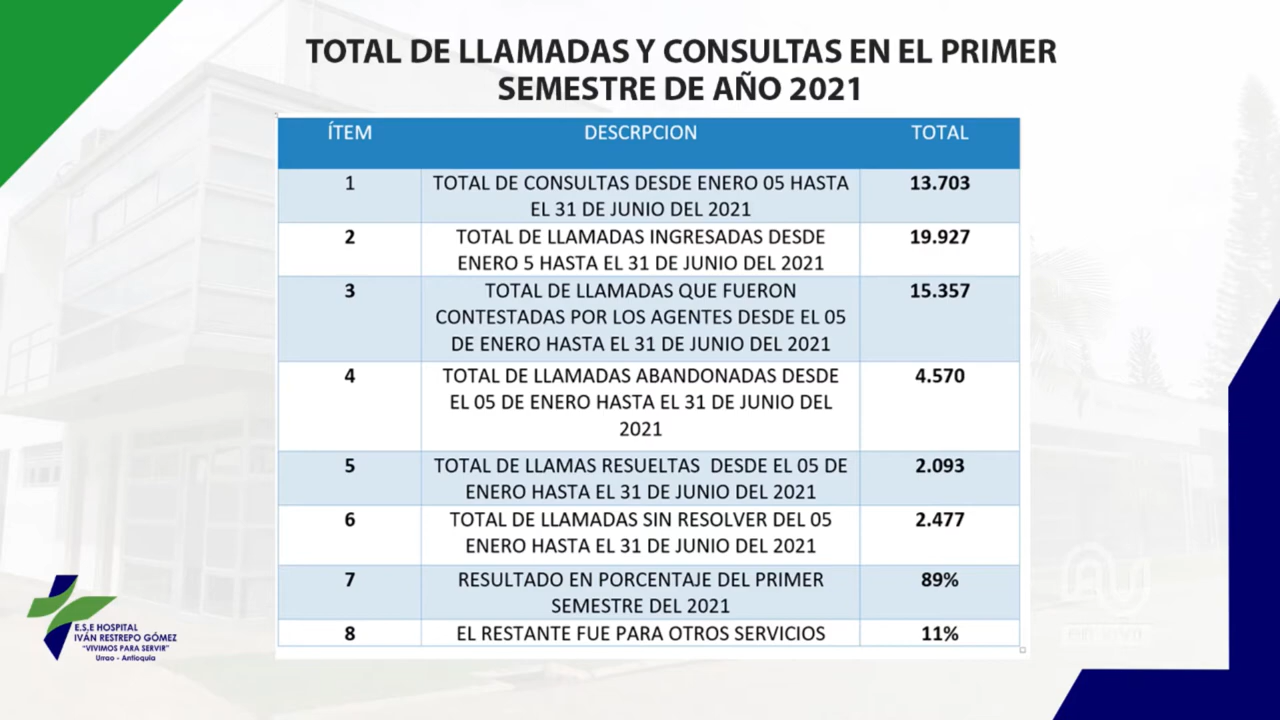 TOTAL DE LLAMADAS Y CONSULTAS EN EL PRIMER
SEMESTRE DE AÑO 2021
ÍTEM DESCRPCION TOTAL
1 TOTAL DE CONSULTAS DESDE ENERO 05 HASTA 13.703
EL 31 DE JUNIO DEL 2021
2 TOTAL DE LLAMADAS INGRESADAS DESDE 19.927
ENERO 5 HASTA EL 31 DE JUNIO DEL 2021
3 TOTAL DE LLAMADAS QUE FUERON 15.357
CONTESTADAS POR LOS AGENTES DESDE EL 05
DE ENERO HASTA EL 31 DE JUNIO DEL 2021
4 TOTAL DE LLAMADAS ABANDONADAS DESDE 4.570
EL 05 DE ENERO HASTA EL 31 DE JUNIO DEL
2021
5 TOTAL DE LLAMAS RESUELTAS DESDE EL 05 DE 2.093
ENERO HASTA EL 31 DE JUNIO DEL 2021
6 TOTAL DE LLAMADAS SIN RESOLVER DEL 05 2.477
ENERO HASTA EL 31 DE JUNIO DEL 2021
7 RESULTADO EN PORCENTAJE DEL PRIMER 89%
SEMESTRE DEL 2021
8 EL RESTANTE FUE PARA OTROS SERVICIOS 11%
E.S.E HOSPITAL
IVÁN RESTREPO GÓMEZ
"VIVIMOS PARA SERVIR"
Urrao - Antioquia